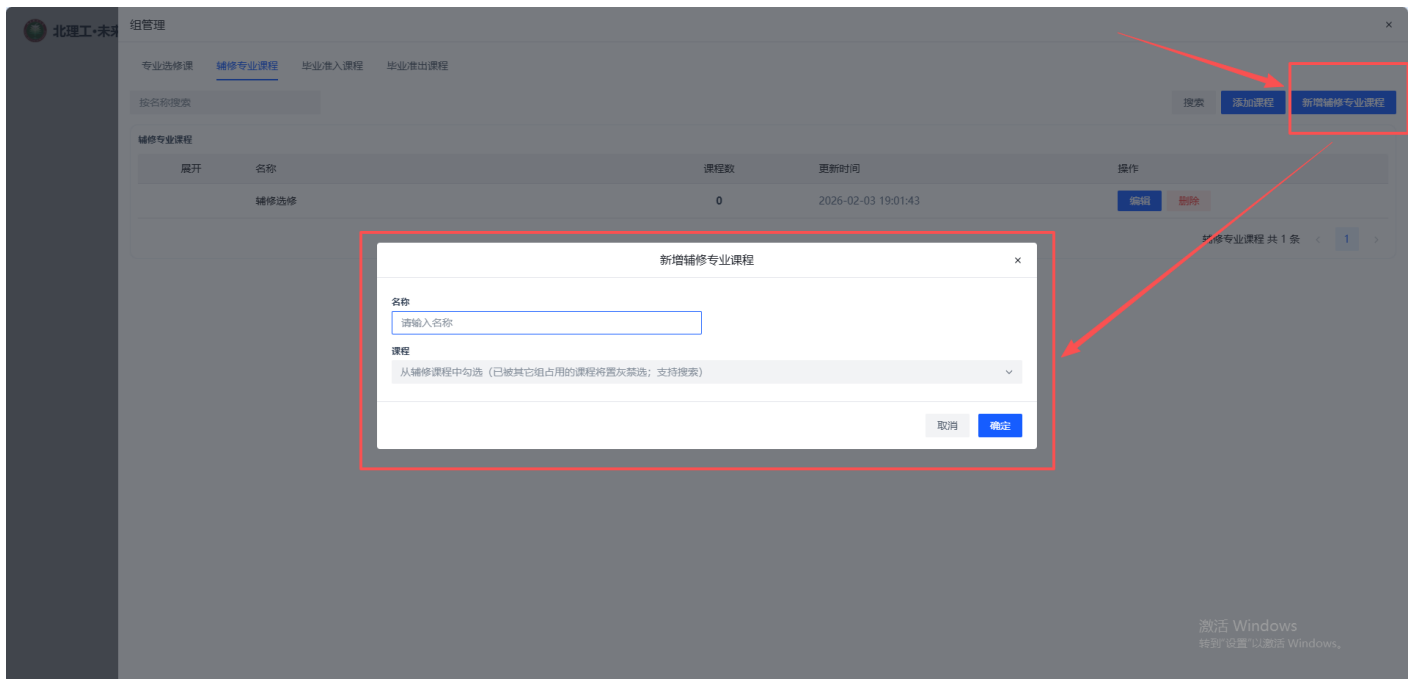 北理工·未来
组管理
×
专业选修课 辅修专业课程 毕业准入课程 毕业准出课程
按名称搜索 搜索 添加课程 新增辅修专业课程
辅修专业课程
展开 名称 课程数 更新时间 操作
辅修选修 0 2026-02-03 19:01:43 编辑 删除
辅修专业课程 共 1 条 < 1 >
新增辅修专业课程 ×
名称
请输入名称
课程
从辅修课程中勾选（已被其它组占用的课程将置灰禁选；支持搜索）
取消 确定
激活 Windows
转到"设置"以激活 Windows。